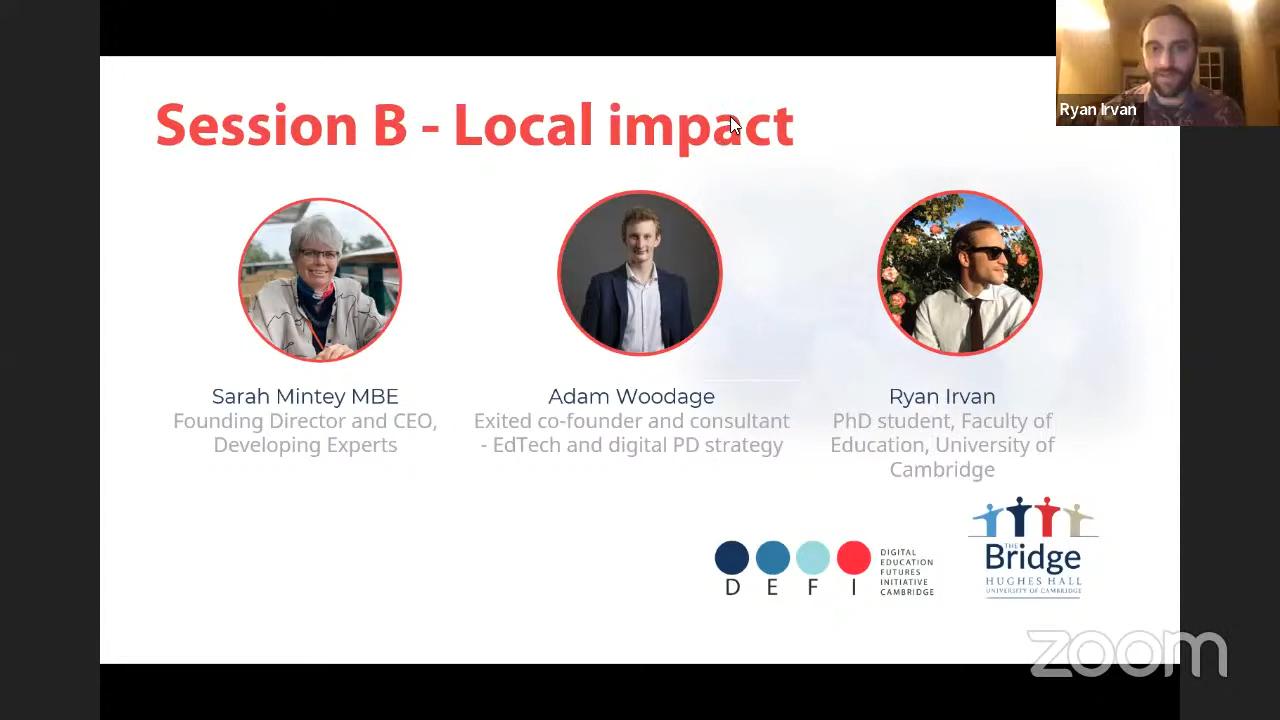 Session B - Local impact
Ryan Irvan
Sarah Mintey MBE
Founding Director and CEO,
Developing Experts
Adam Woodage
Exited co-founder and consultant
- EdTech and digital PD strategy
Ryan Irvan
PhD student, Faculty of
Education, University of
Cambridge
D E F I
DIGITAL
EDUCATION
FUTURES
INITIATIVE
CAMBRIDGE
THE
Bridge
HUGHES HALL
UNIVERSITY OF CAMBRIDGE
zoom